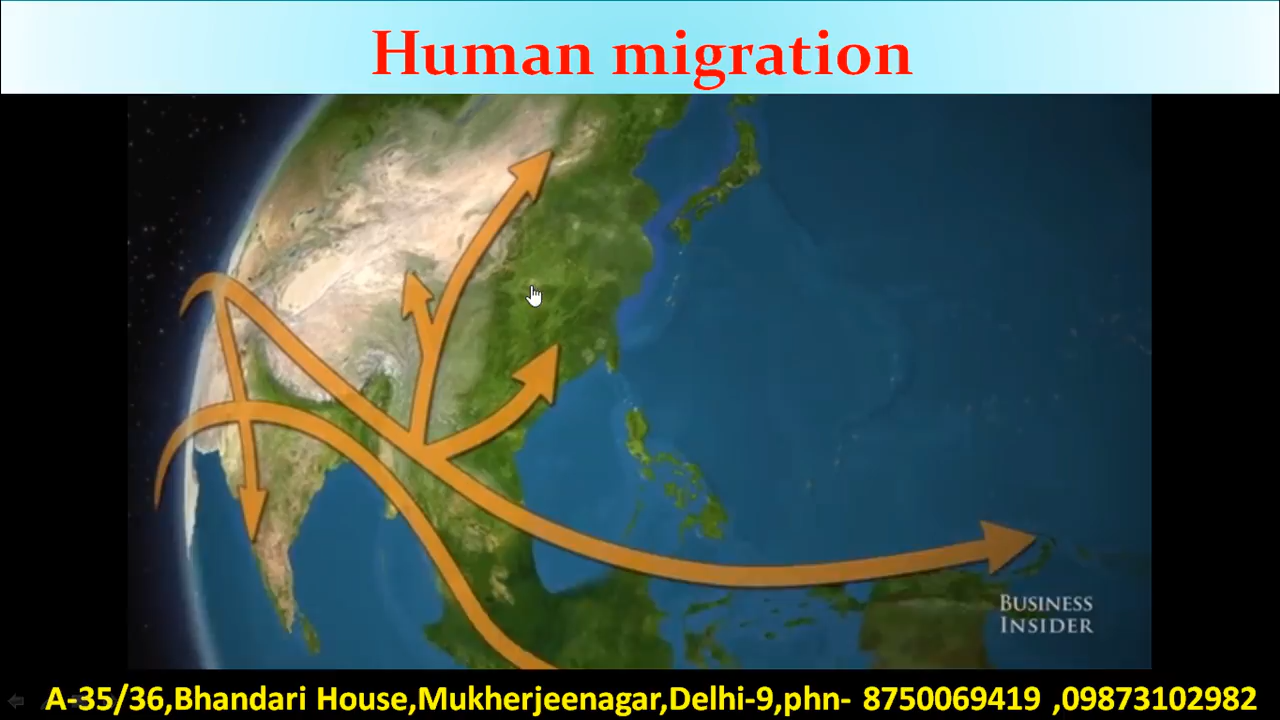 Human migration
BUSINESS
INSIDER
A-35/36,Bhandari House,Mukherjeenagar,Delhi-9,phn- 8750069419 ,09873102982